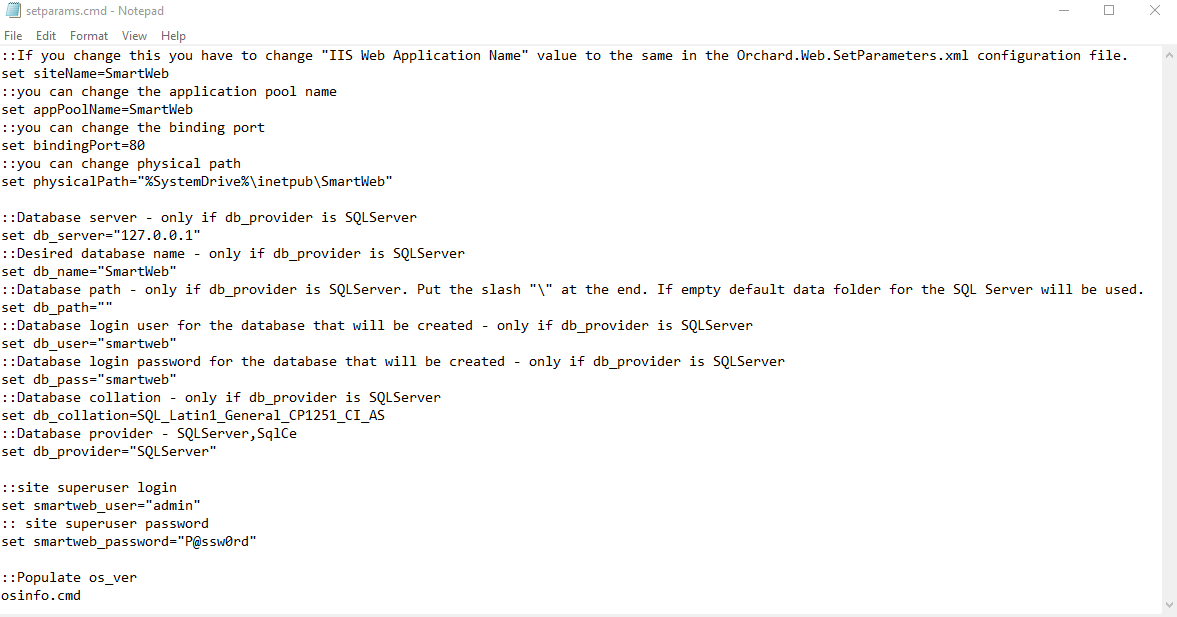 setparams.cmd - Notepad
File Edit Format View Help
::If you change this you have to change "IIS Web Application Name" value to the same in the Orchard.Web.SetParameters.xml configuration file.
set siteName=SmartWeb
::you can change the application pool name
set appPoolName=SmartWeb
::you can change the binding port
set bindingPort=80
::you can change physical path
set physicalPath="%SystemDrive%\inetpub\SmartWeb"

::Database server - only if db_provider is SQLServer
set db_server="127.0.0.1"
::Desired database name - only if db_provider is SQLServer
set db_name="SmartWeb"
::Database path - only if db_provider is SQLServer. Put the slash "\" at the end. If empty default data folder for the SQL Server will be used.
set db_path=""
::Database login user for the database that will be created - only if db_provider is SQLServer
set db_user="smartweb"
::Database login password for the database that will be created - only if db_provider is SQLServer
set db_pass="smartweb"
::Database collation - only if db_provider is SQLServer
set db_collation=SQL_Latin1_General_CP1251_CI_AS
::Database provider - SQLServer,SqlCe
set db_provider="SQLServer"

::site superuser login
set smartweb_user="admin"
:: site superuser password
set smartweb_password="P@ssw0rd"

::Populate os_ver
osinfo.cmd